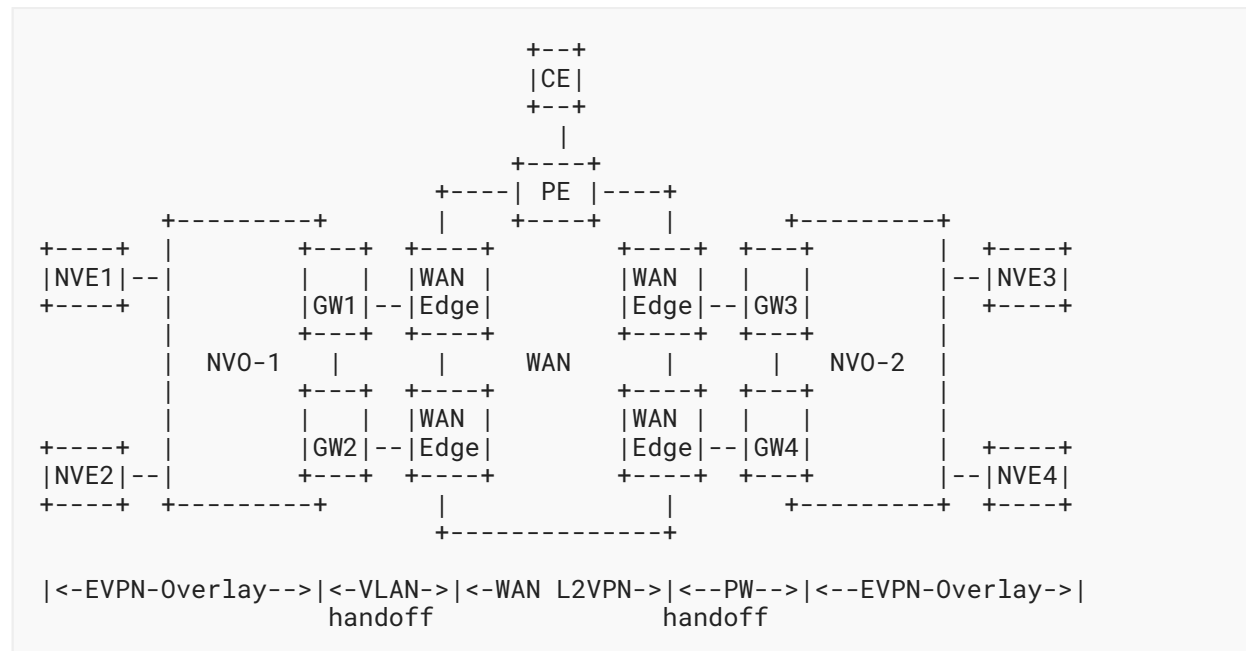 +--+
                                 |CE|
                                 +--+
                                   |
                                +----+
                           +----| PE |----+
        +---------+        |    +----+    |       +---------+
+----+  |        +---+  +----+        +----+  +---+         |  +----+
|NVE1|--|        |   |  |WAN |        |WAN |  |   |         |--|NVE3|
+----+  |        |GW1|--|Edge|        |Edge|--|GW3|         |  +----+
        |        +---+  +----+        +----+  +---+         |
        |  NVO-1   |      |     WAN      |      |   NVO-2   |
        |        +---+  +----+        +----+  +---+         |
        |        |   |  |WAN |        |WAN |  |   |         |
+----+  |        |GW2|--|Edge|        |Edge|--|GW4|         |  +----+
|NVE2|--|        +---+  +----+        +----+  +---+         |--|NVE4|
+----+  +---------+       |              |      +---------+    +----+
                          +--------------+

|<-EVPN-Overlay-->|<-VLAN->|<-WAN L2VPN->|<--PW-->|<--EVPN-Overlay->|
                   handoff                handoff